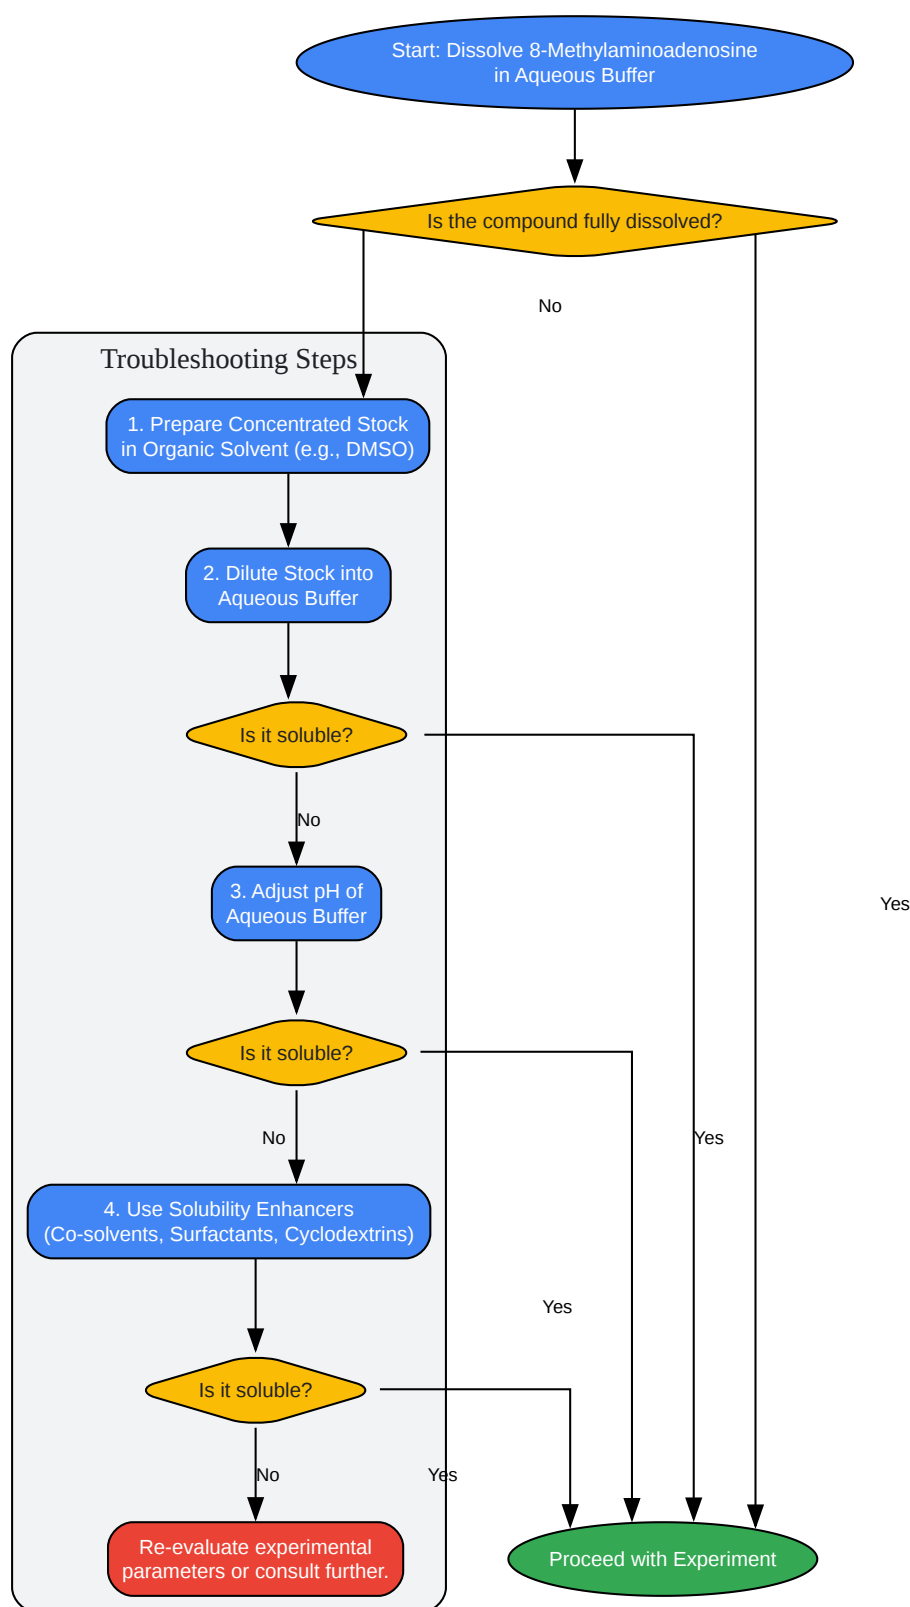 Start: Dissolve 8-Methylaminoadenosine
in Aqueous Buffer
Is the compound fully dissolved?
No
Troubleshooting Steps
1. Prepare Concentrated Stock
in Organic Solvent (e.g., DMSO)
2. Dilute Stock into
Aqueous Buffer
Is it soluble?
No
3. Adjust pH of
Aqueous Buffer
Yes
Is it soluble?
No
Yes
4. Use Solubility Enhancers
(Co-solvents, Surfactants, Cyclodextrins)
Yes
Is it soluble?
No
Yes
Re-evaluate experimental
parameters or consult further.
Proceed with Experiment